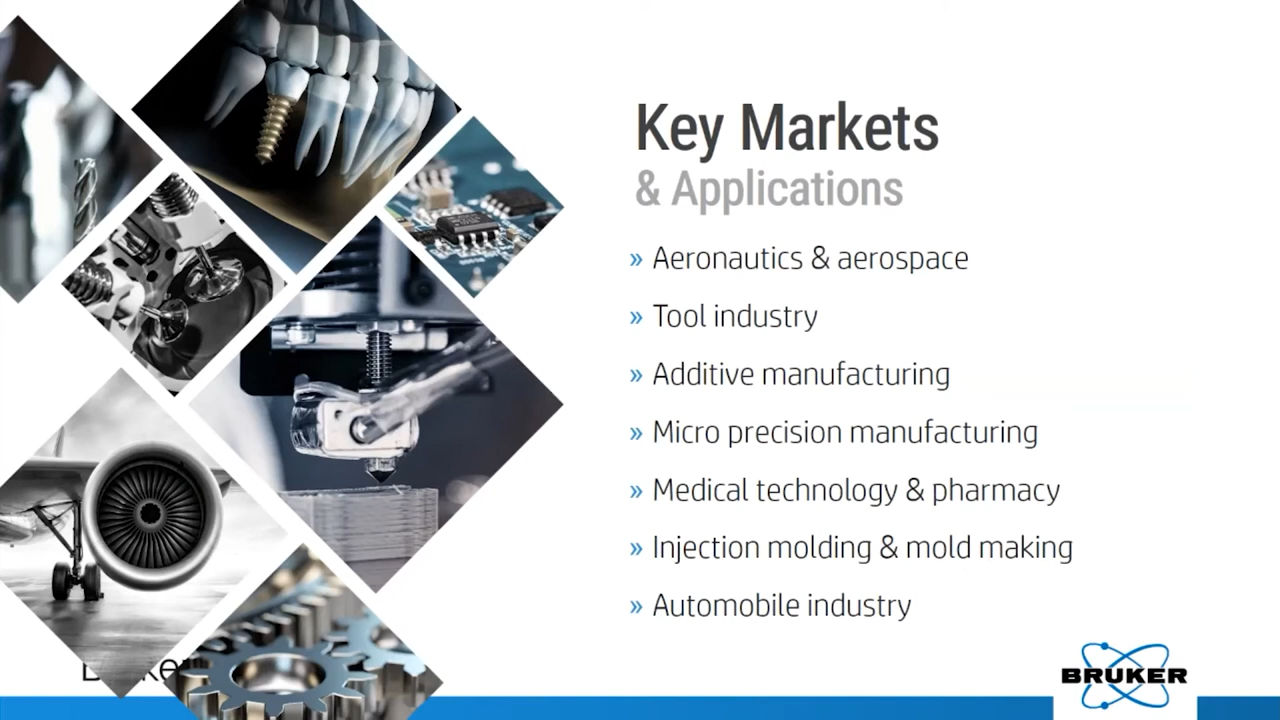 Key Markets
& Applications
» Aeronautics & aerospace
» Tool industry
» Additive manufacturing
» Micro precision manufacturing
» Medical technology & pharmacy
» Injection molding & mold making
» Automobile industry
BRUKER